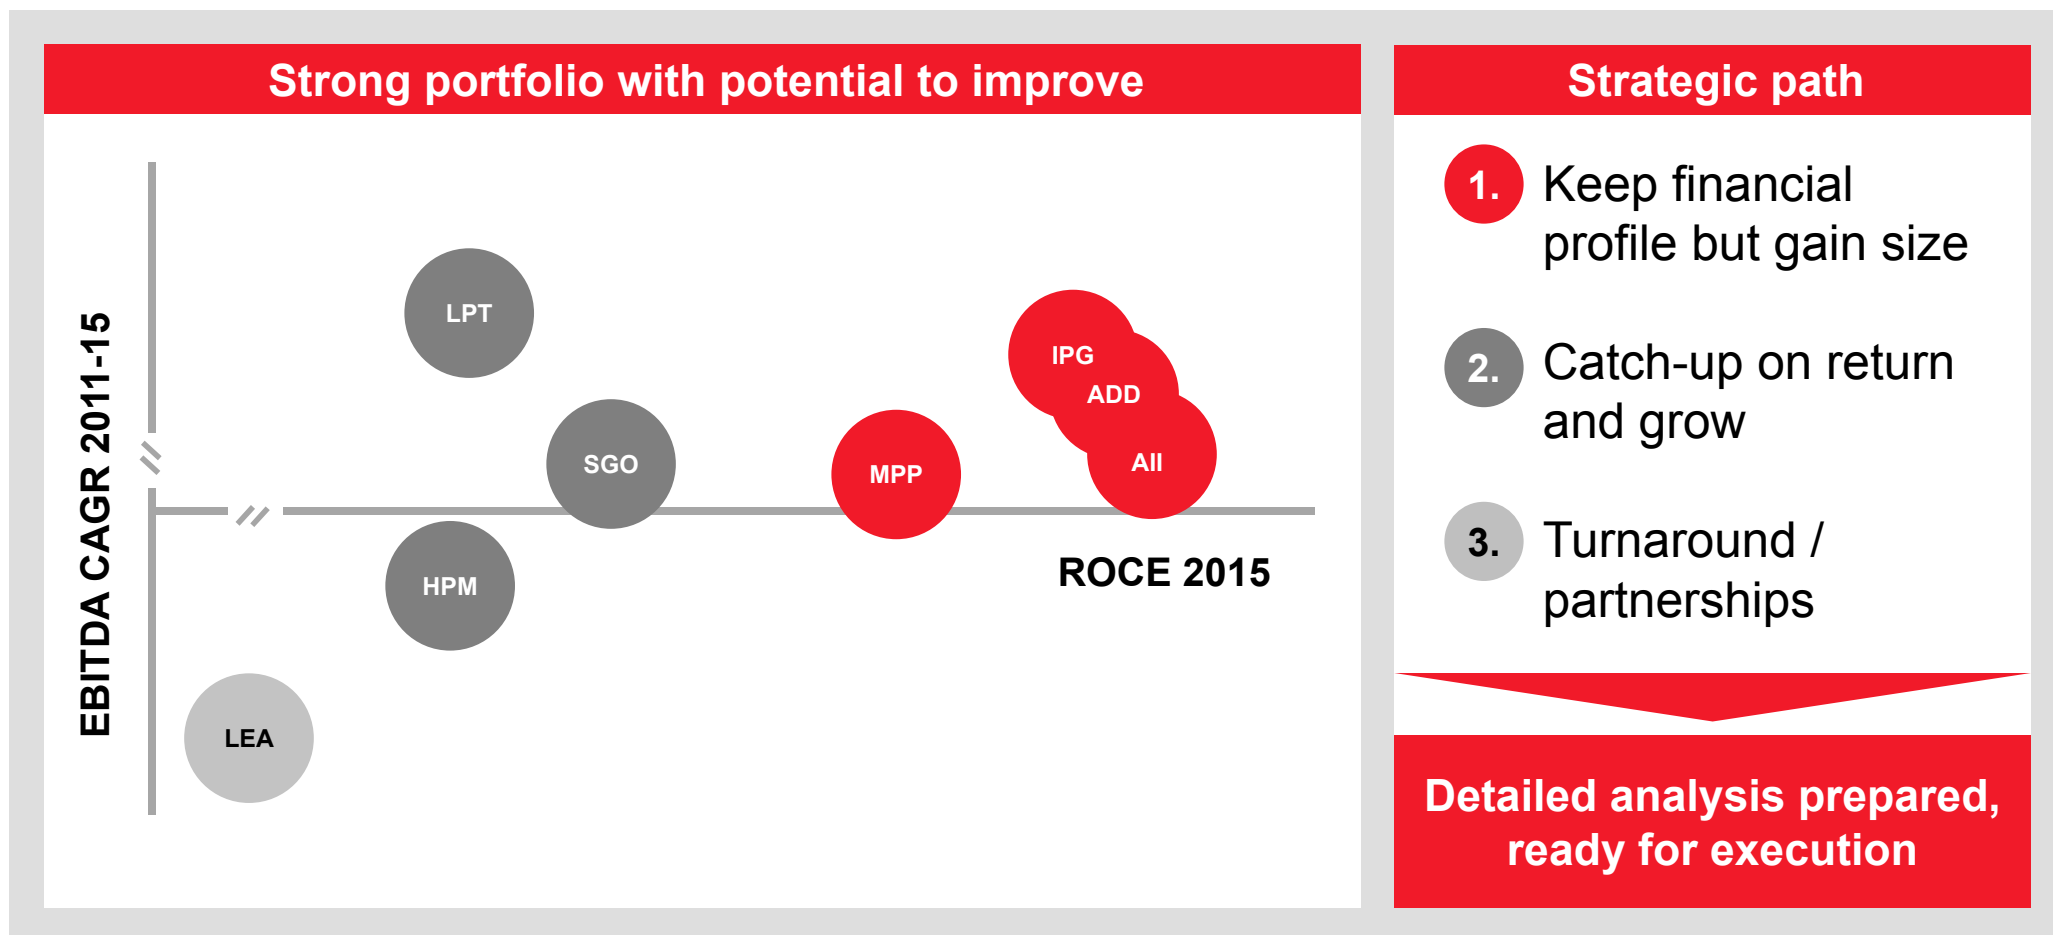 Strong portfolio with potential to improve
EBITDA CAGR 2011-15
LPT
IPG
ADD
SGO
MPP
AII
ROCE 2015
HPM
LEA
Strategic path
1. Keep financial
profile but gain size
2. Catch-up on return
and grow
3. Turnaround /
partnerships
Detailed analysis prepared,
ready for execution